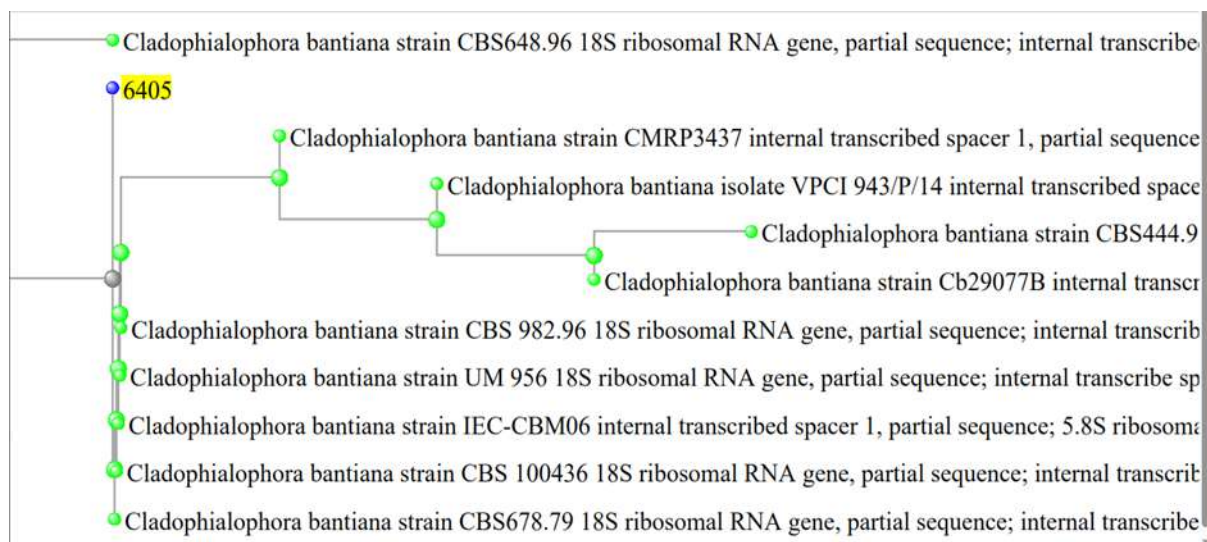 Cladophialophora bantiana strain CBS648.96 18S ribosomal RNA gene, partial sequence; internal transcribe
6405
Cladophialophora bantiana strain CMRP3437 internal transcribed spacer 1, partial sequence
Cladophialophora bantiana isolate VPCI 943/P/14 internal transcribed space
Cladophialophora bantiana strain CBS444.9
Cladophialophora bantiana strain Cb29077B internal transcr
Cladophialophora bantiana strain CBS 982.96 18S ribosomal RNA gene, partial sequence; internal transcrib
Cladophialophora bantiana strain UM 956 18S ribosomal RNA gene, partial sequence; internal transcribe sp
Cladophialophora bantiana strain IEC-CBM06 internal transcribed spacer 1, partial sequence; 5.8S ribosoma
Cladophialophora bantiana strain CBS 100436 18S ribosomal RNA gene, partial sequence; internal transcrib
Cladophialophora bantiana strain CBS678.79 18S ribosomal RNA gene, partial sequence; internal transcribe